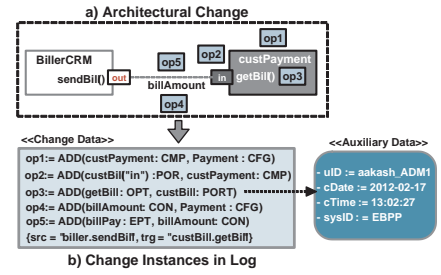 a) Architectural Change
op1
BillerCRM
op5
op2
custPayment
sendBill()
out
in
getBill()
op3
billAmount
op4
<<Change Data>>
<<Auxiliary Data>>
op1:= ADD(custPayment: CMP, Payment : CFG)
op2:= ADD(custBill("in") :POR, custPayment: CMP)
op3:= ADD(getBill: OPT, custBill: PORT)
op4:= ADD(billAmount: CON, Payment : CFG)
op5:= ADD(billPay: EPT, billAmount: CON)
{src = "biller.sendBill", trg = "custBill.getBill"}
- uID := aakash_ADM1
- cDate := 2012-02-17
- cTime := 13:02:27
- sysID : = EBPP
b) Change Instances in Log